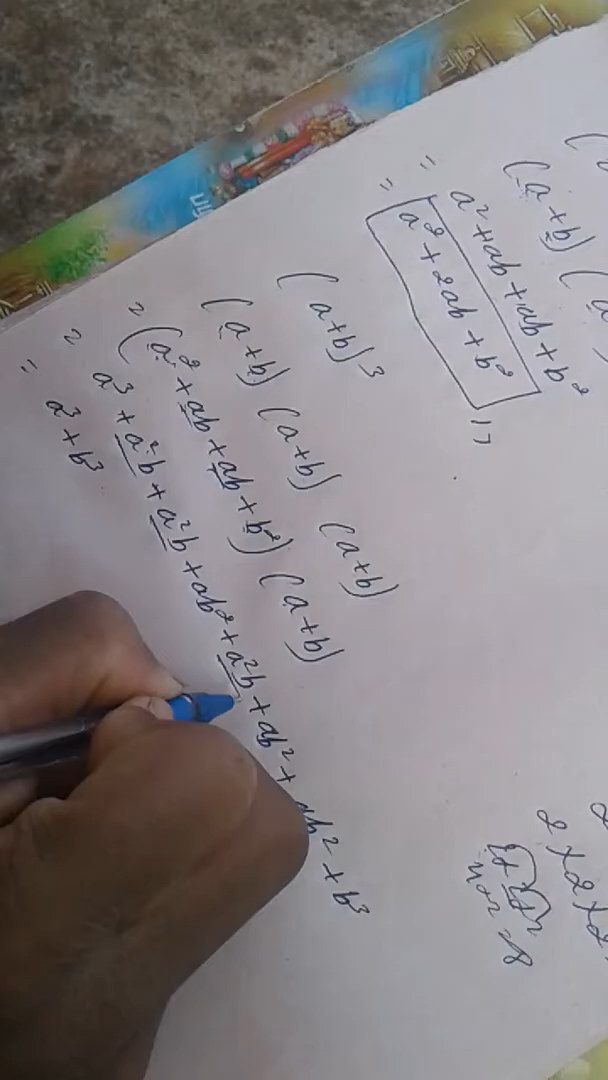 (a+b) (a
= a² + ab + ab + b²
= a² + 2ab + b²
(a+b)³
(a+b) (a+b) (a+b)
= (a² + ab + ab + b²) (a+b)
= a³ + a²b + a²b + ab² + a²b + ab² + ab² + b³
= a³ + b³